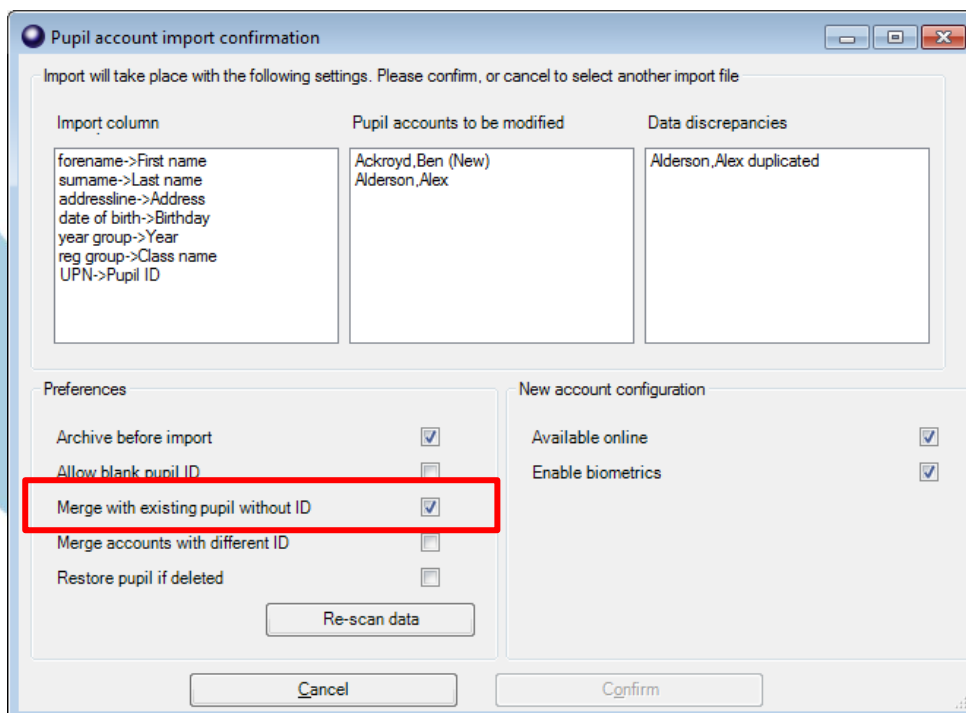 Pupil account import confirmation
Import will take place with the following settings. Please confirm, or cancel to select another import file
Import column
Pupil accounts to be modified
Data discrepancies
forename->First name
surname->Last name
addressline->Address
date of birth->Birthday
year group->Year
reg group->Class name
UPN->Pupil ID
Ackroyd,Ben (New)
Alderson,Alex
Alderson,Alex duplicated
Preferences
Archive before import
Allow blank pupil ID
Merge with existing pupil without ID
Merge accounts with different ID
Restore pupil if deleted
Re-scan data
New account configuration
Available online
Enable biometrics
Cancel
Confirm